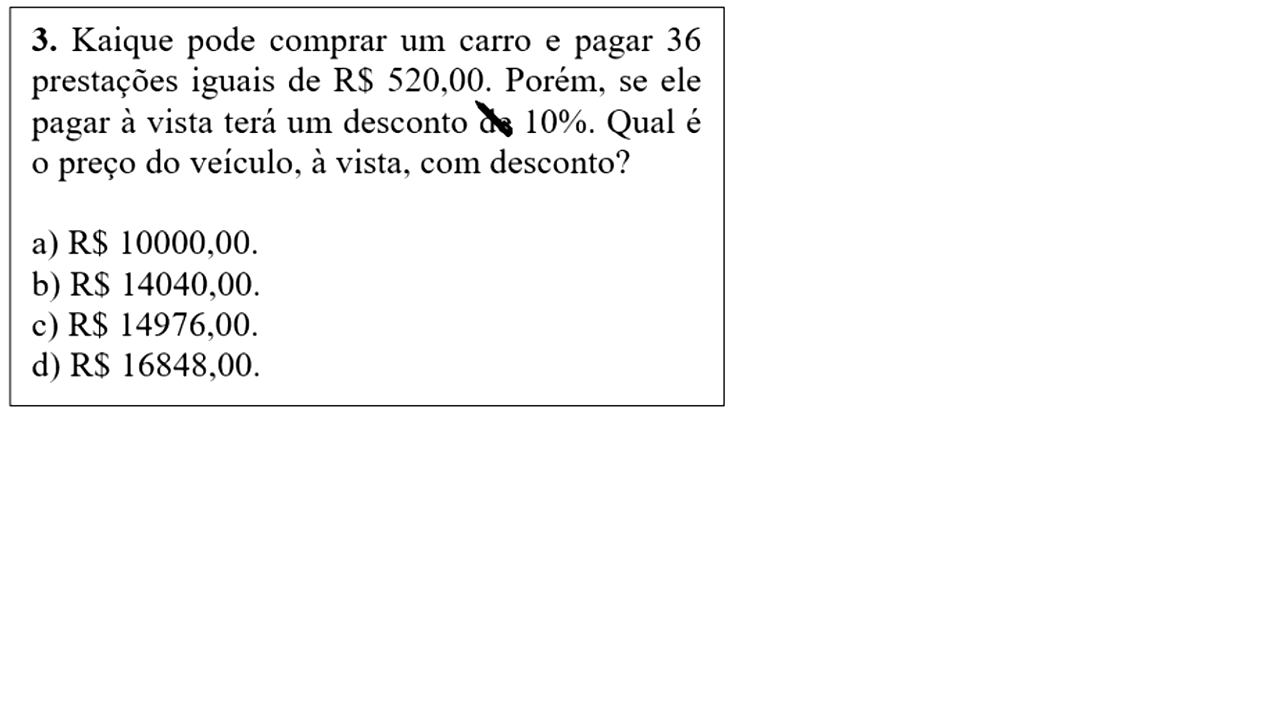 3. Kaique pode comprar um carro e pagar 36
prestações iguais de R$ 520,00. Porém, se ele
pagar à vista terá um desconto de 10%. Qual é
o preço do veículo, à vista, com desconto?
a) R$ 10000,00.
b) R$ 14040,00.
c) R$ 14976,00.
d) R$ 16848,00.